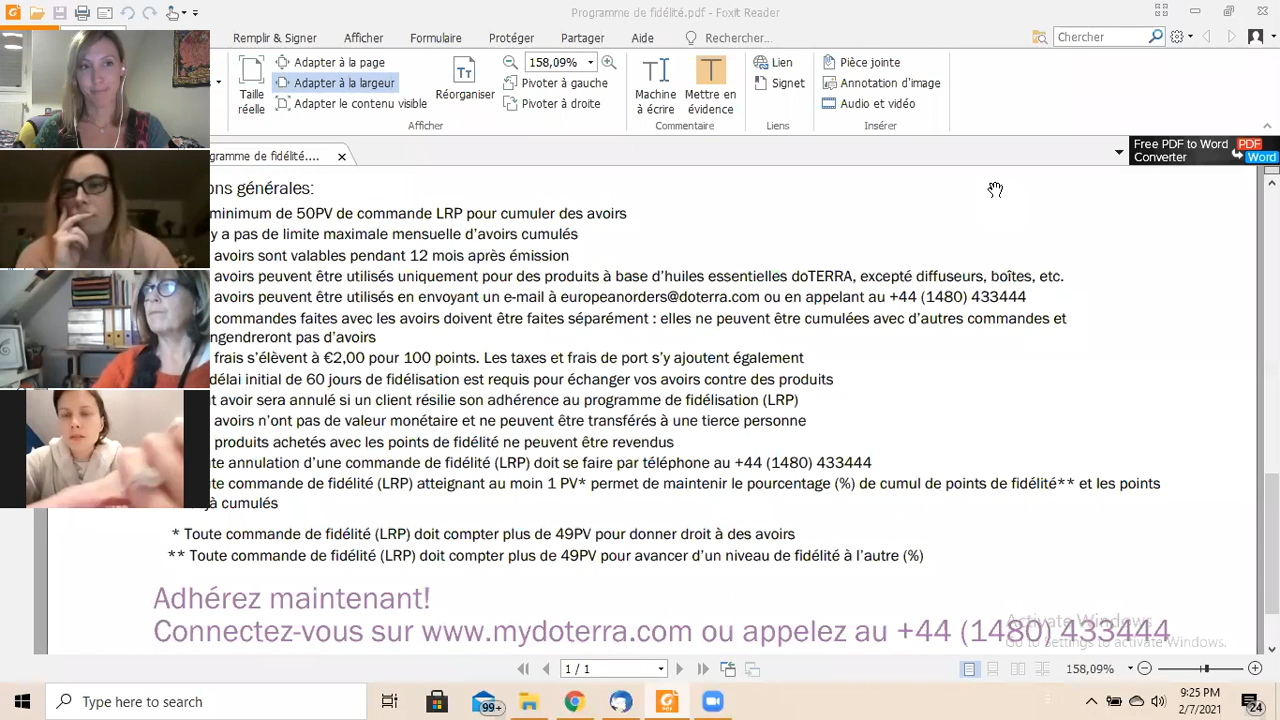 Programme de fidélité.pdf - Foxit Reader
Remplir & Signer Afficher Formulaire Protéger Partager Aide Rechercher... Chercher
Taille réelle
Adapter à la page
Adapter à la largeur
Adapter le contenu visible
Réorganiser
158,09%
Pivoter à gauche
Pivoter à droite
Afficher
Machine à écrire
Mettre en évidence
Commentaire
Lien
Signet
Liens
Pièce jointe
Annotation d'image
Audio et vidéo
Insérer
gramme de fidélité....
Free PDF to Word Converter
PDF
Word
ons générales:
minimum de 50PV de commande LRP pour cumuler des avoirs
y a pas de limite maximale mensuelle d'avoirs cumulés
avoirs sont valables pendant 12 mois après émission
avoirs peuvent être utilisés uniquement pour des produits à base d'huiles essentielles doTERRA, excepté diffuseurs, boîtes, etc.
avoirs peuvent être utilisés en envoyant un e-mail à europeanorders@doterra.com ou en appelant au +44 (1480) 433444
commandes faites avec les avoirs doivent être faites séparément : elles ne peuvent être cumulées avec d'autres commandes et
ngendreront pas d'avoirs
frais s'élèvent à €2,00 pour 100 points. Les taxes et frais de port s'y ajoutent également
délai initial de 60 jours de fidélisation est requis pour échanger vos avoirs contre des produits
t avoir sera annulé si un client résilie son adhérence au programme de fidélisation (LRP)
avoirs n'ont pas de valeur monétaire et ne peuvent être transférés à une tierce personne
produits achetés avec les points de fidélité ne peuvent être revendus
te annulation d'une commande de fidélité (LRP) doit se faire par téléphone au +44 (1480) 433444
te commande de fidélité (LRP) atteignant au moin 1 PV* permet de maintenir le pourcentage (%) de cumul de points de fidélité** et les points
jà cumulés
* Toute commande de fidélité (LRP) doit compter plus de 49PV pour donner droit à des avoirs
** Toute commande de fidélité (LRP) doit compter plus de 49PV pour avancer d'un niveau de fidélité à l'autre (%)
Adhérez maintenant!
Connectez-vous sur www.mydoterra.com ou appelez au +44 (1480) 433444
Activate Windows
Go to Settings to activate Windows.
1 / 1
158,09%
Type here to search
99+
9:25 PM
2/7/2021
24